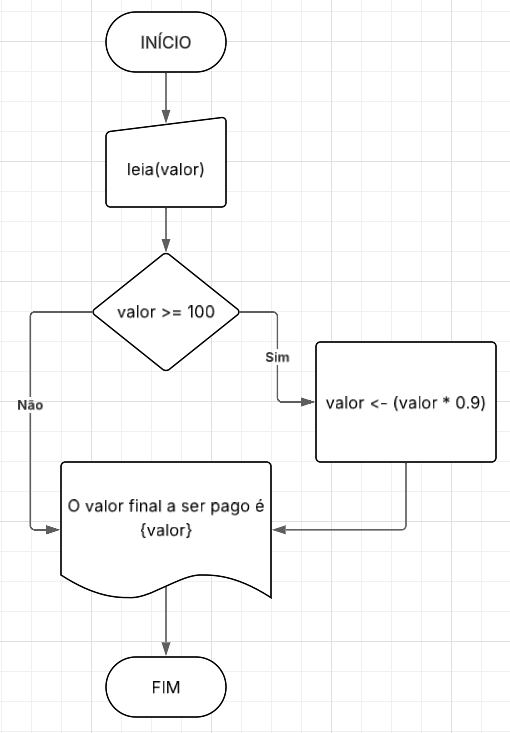 INÍCIO
leia(valor)
valor >= 100
Sim
Não
valor <- (valor * 0.9)
O valor final a ser pago é
{valor}
FIM